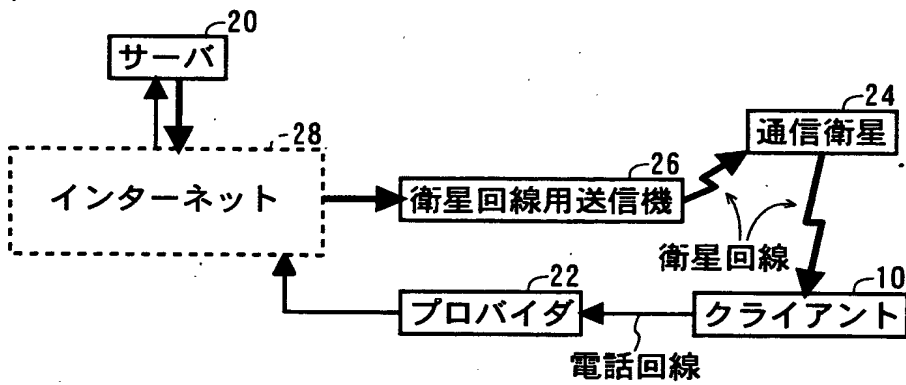 20
サーバ
28
インターネット
26
衛星回線用送信機
24
通信衛星
衛星回線
22
プロバイダ
10
クライアント
電話回線